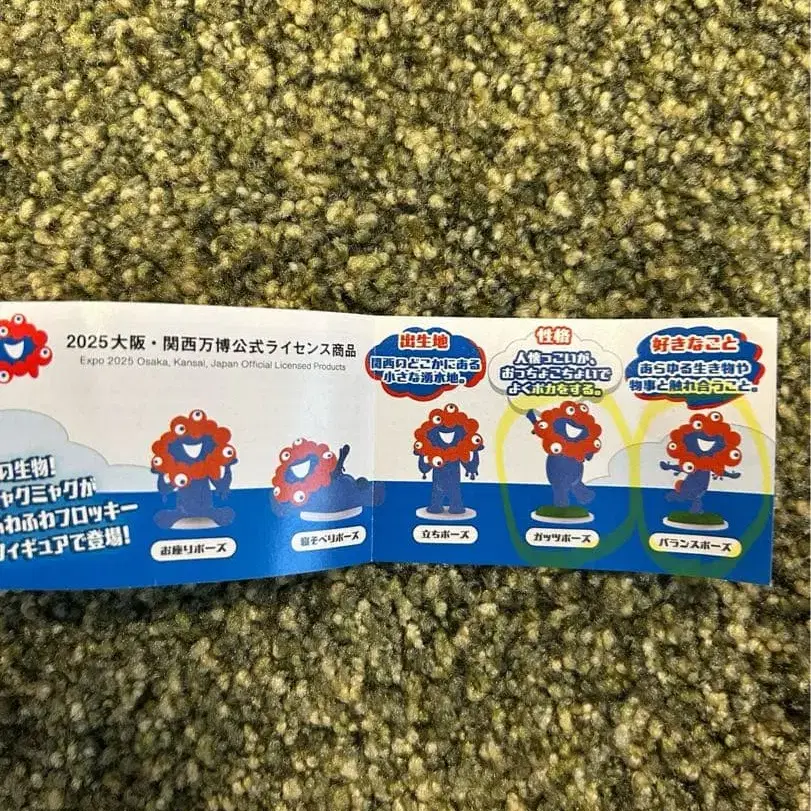 2025大阪・関西万博公式ライセンス商品
Expo 2025 Osaka, Kansai, Japan Official Licensed Products
の生物!
ャクミャクが
ふわふわフロッキー
フィギュアで登場!
お座りポーズ
寝そべりポーズ
出生地
関西のどこかにある
小さな湧水地。
立ちポーズ
性格
人懐っこいが、
おっちょこちょいで
よくポカをする。
ガッツポーズ
好きなこと
あらゆる生き物や
物事と触れ合うこと。
バランスポーズ